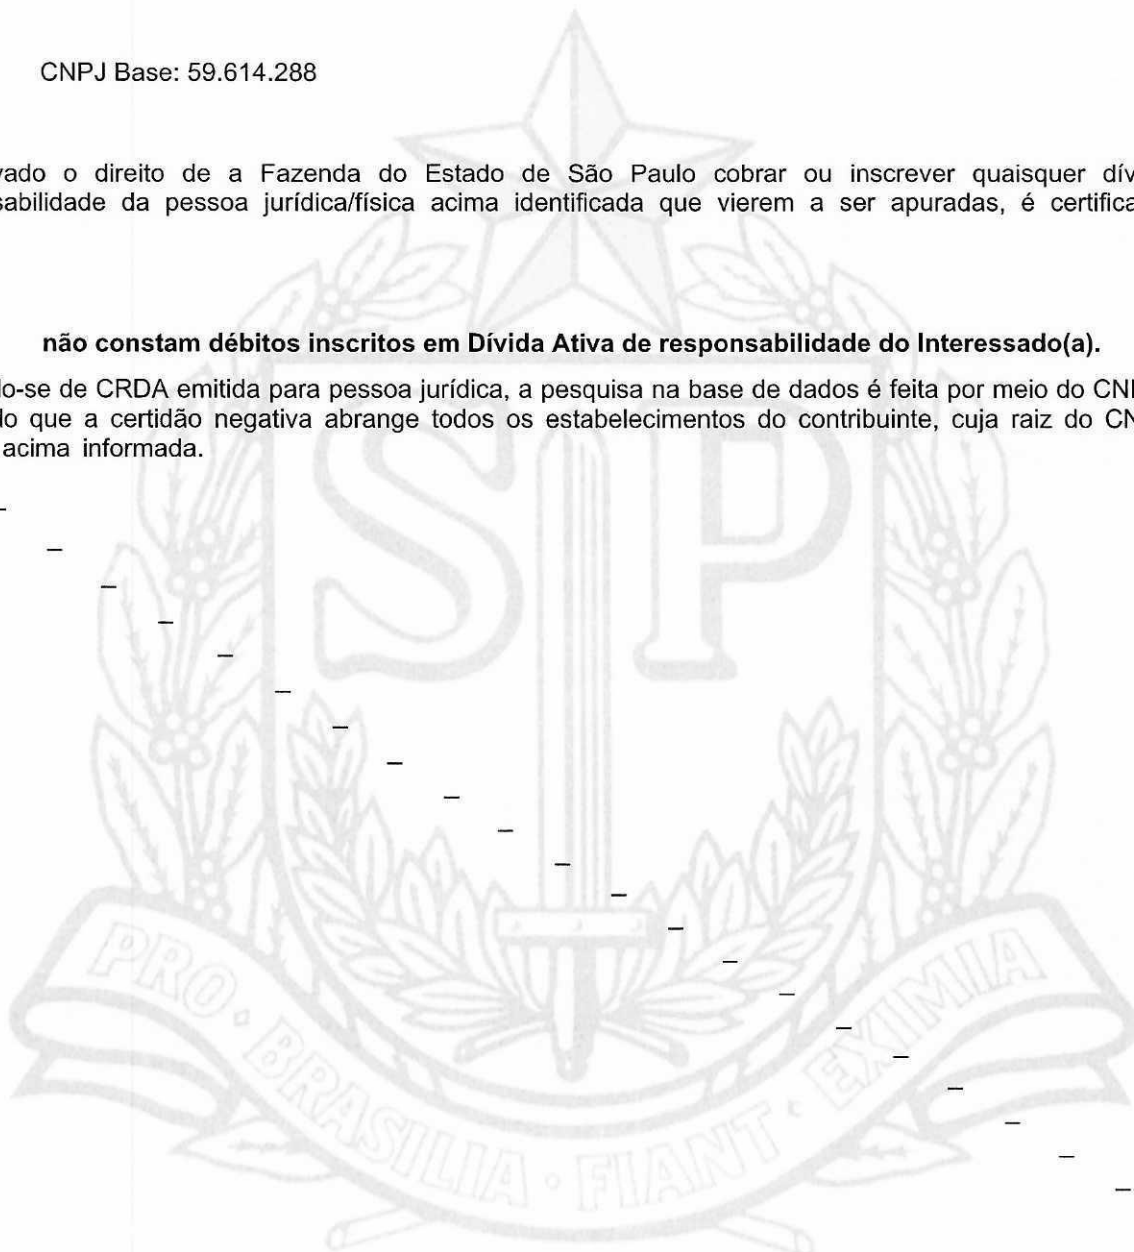 CNPJ Base: 59.614.288
vado o direito de a Fazenda do Estado de São Paulo cobrar ou inscrever quaisquer dív
sabilidade da pessoa jurídica/física acima identificada que vierem a ser apuradas, é certifica
não constam débitos inscritos em Dívida Ativa de responsabilidade do Interessado(a).
do-se de CRDA emitida para pessoa jurídica, a pesquisa na base de dados é feita por meio do CN
do que a certidão negativa abrange todos os estabelecimentos do contribuinte, cuja raiz do CN
acima informada.
SP
PRO · BRASILIA · FIANT · EXIMIA